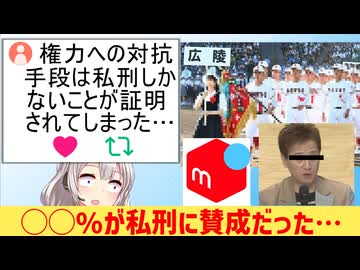 権力への対抗
手段は私刑しか
ないことが証明
されてしまった…
広陵
m
◯◯%が私刑に賛成だった…